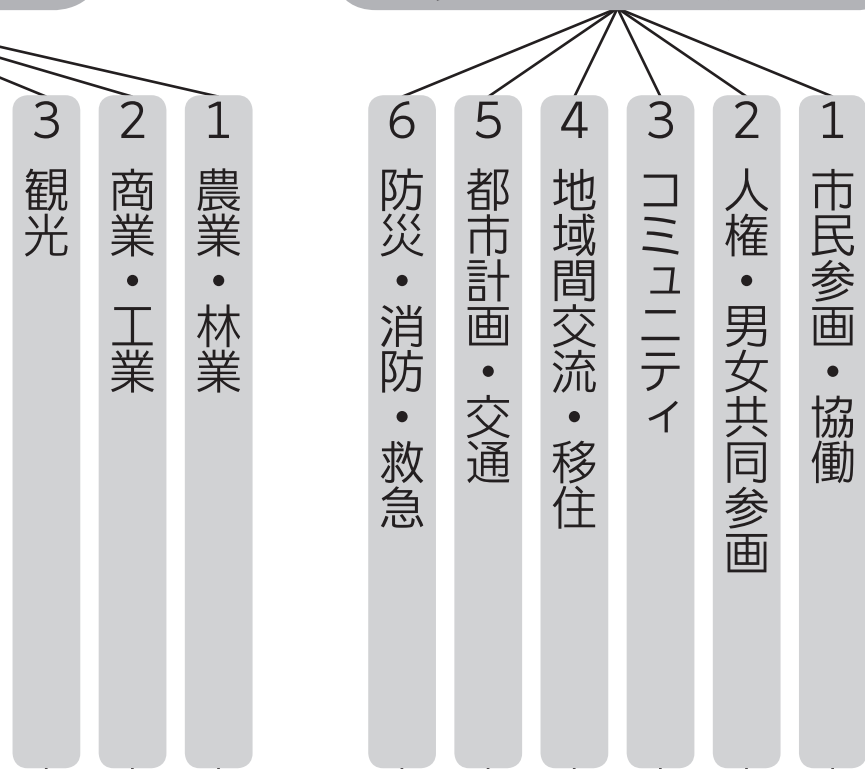 1 市民参画・協働
2 人権・男女共同参画
3 コミュニティ
4 地域間交流・移住
5 都市計画・交通
6 防災・消防・救急
1 農業・林業
2 商業・工業
3 観光